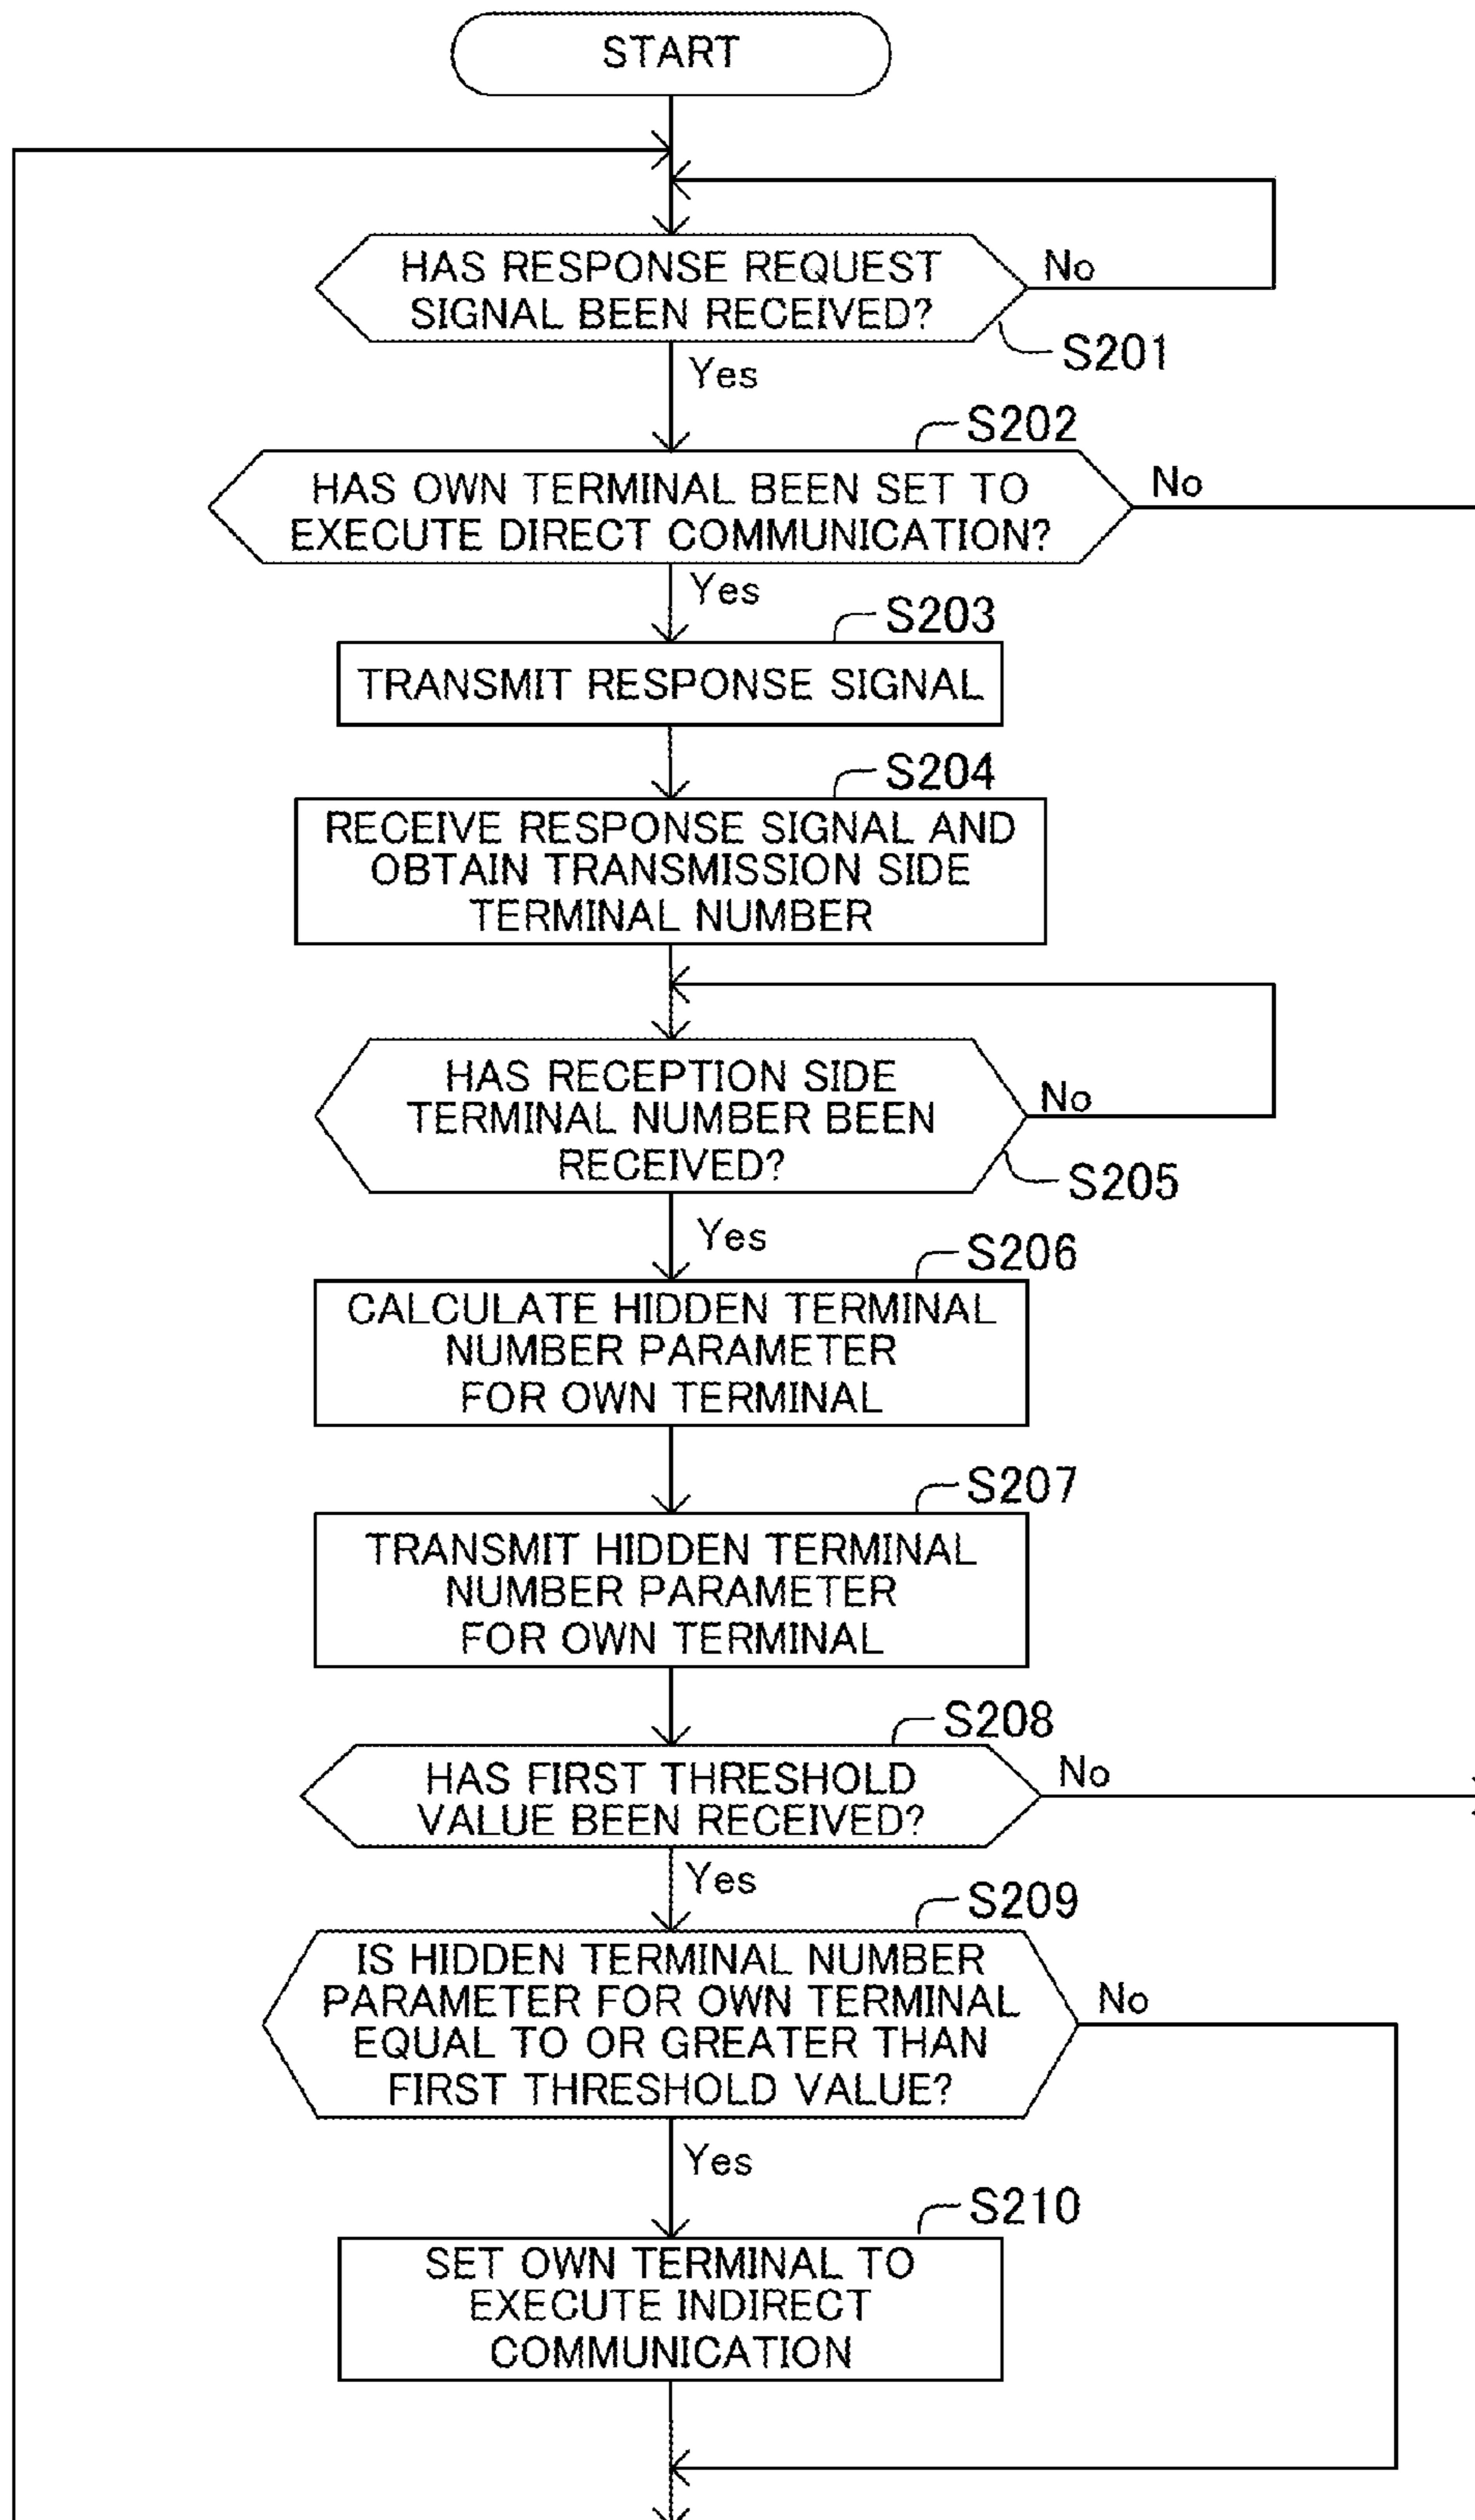 START
HAS RESPONSE REQUEST
SIGNAL BEEN RECEIVED?
No
S201
Yes
S202
HAS OWN TERMINAL BEEN SET TO
EXECUTE DIRECT COMMUNICATION?
No
Yes
S203
TRANSMIT RESPONSE SIGNAL
S204
RECEIVE RESPONSE SIGNAL AND
OBTAIN TRANSMISSION SIDE
TERMINAL NUMBER
HAS RECEPTION SIDE
TERMINAL NUMBER BEEN
RECEIVED?
No
S205
Yes
S206
CALCULATE HIDDEN TERMINAL
NUMBER PARAMETER
FOR OWN TERMINAL
S207
TRANSMIT HIDDEN TERMINAL
NUMBER PARAMETER
FOR OWN TERMINAL
S208
HAS FIRST THRESHOLD
VALUE BEEN RECEIVED?
No
Yes
S209
IS HIDDEN TERMINAL NUMBER
PARAMETER FOR OWN TERMINAL
EQUAL TO OR GREATER THAN
FIRST THRESHOLD VALUE?
No
Yes
S210
SET OWN TERMINAL TO
EXECUTE INDIRECT
COMMUNICATION